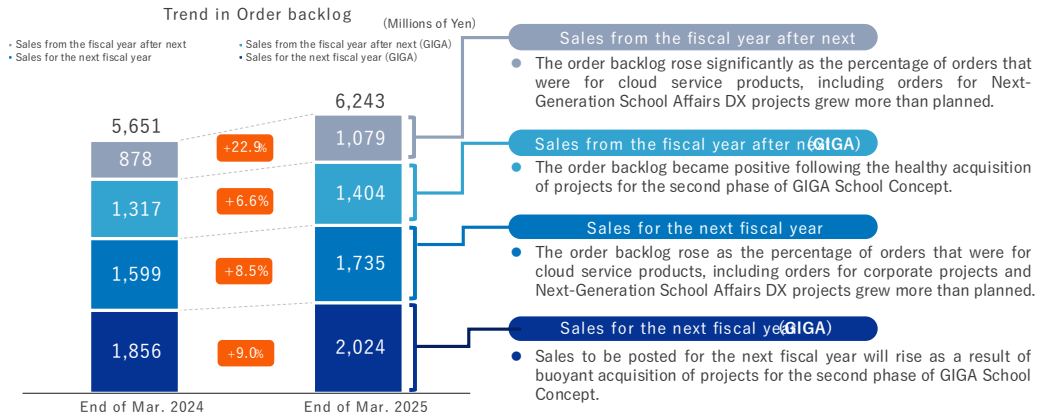 Trend in Order backlog
(Millions of Yen)
Sales from the fiscal year after next
Sales from the fiscal year after next (GIGA)
Sales for the next fiscal year
Sales for the next fiscal year (GIGA)
5,651
878
1,317
1,599
1,856
End of Mar. 2024
+22.9%
+6.6%
+8.5%
+9.0%
6,243
1,079
1,404
1,735
2,024
End of Mar. 2025
Sales from the fiscal year after next
The order backlog rose significantly as the percentage of orders that
were for cloud service products, including orders for Next-
Generation School Affairs DX projects grew more than planned.
Sales from the fiscal year after next (GIGA)
The order backlog became positive following the healthy acquisition
of projects for the second phase of GIGA School Concept.
Sales for the next fiscal year
The order backlog rose as the percentage of orders that were for
cloud service products, including orders for corporate projects and
Next-Generation School Affairs DX projects grew more than planned.
Sales for the next fiscal year (GIGA)
Sales to be posted for the next fiscal year will rise as a result of
buoyant acquisition of projects for the second phase of GIGA School
Concept.